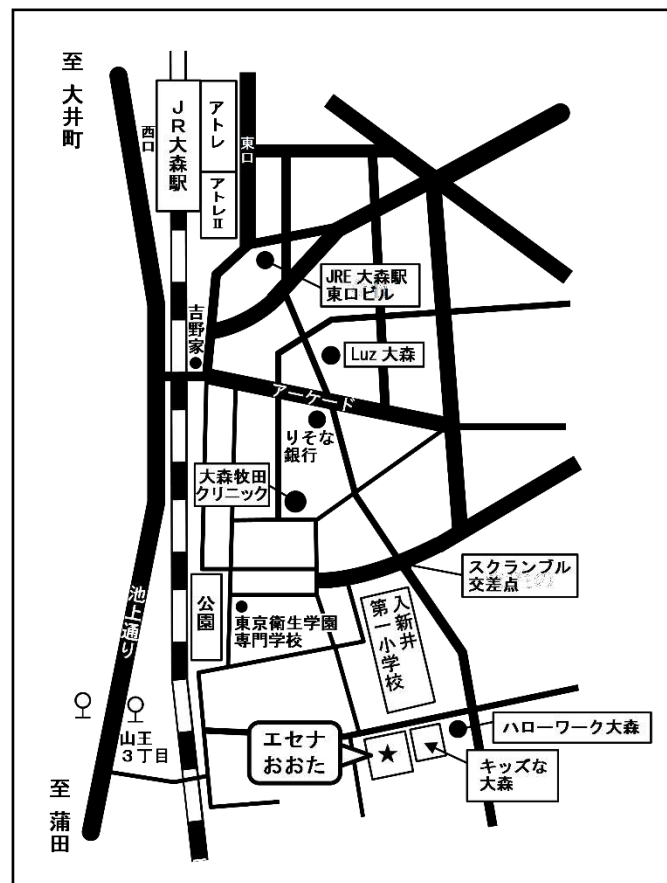 至 大井町
西口
JR大森駅
アトレ
アトレⅡ
東口
JRE 大森駅
東口ビル
吉野家
Luz 大森
アーケード
りそな
銀行
大森牧田
クリニック
スクランブル
交差点
公園
東京衛生学園
専門学校
入新井
第一小学校
池上通り
山王
3丁目
エセナ
おおた
ハローワーク大森
キッズな
大森
至 蒲田